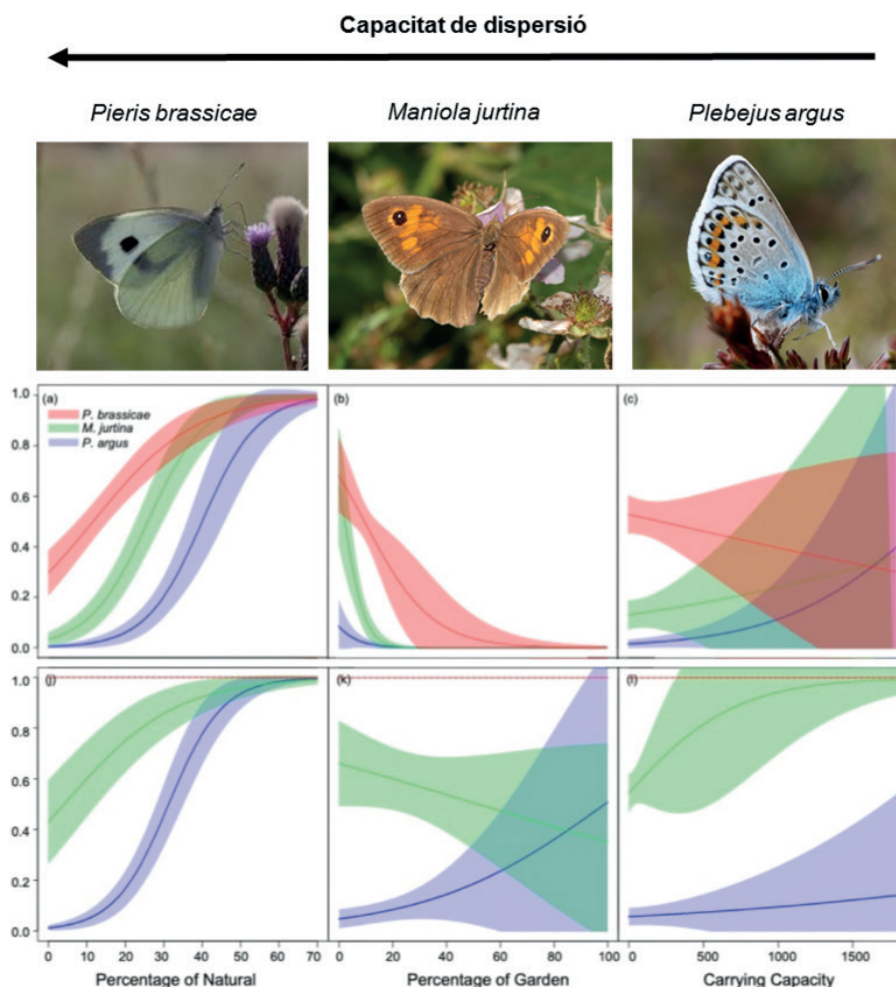 Capacitat de dispersió
Pieris brassicae
Maniola jurtina
Plebejus argus
1.0
0.8
0.6
0.4
0.2
0.0
(a)
P. brassicae
M. jurtina
P. argus
(b)
(c)
1.0
0.8
0.6
0.4
0.2
0.0
(j)
(k)
(l)
0 10 20 30 40 50 60 70
0 20 40 60 80 100
0 500 1000 1500
Percentage of Natural
Percentage of Garden
Carrying Capacity